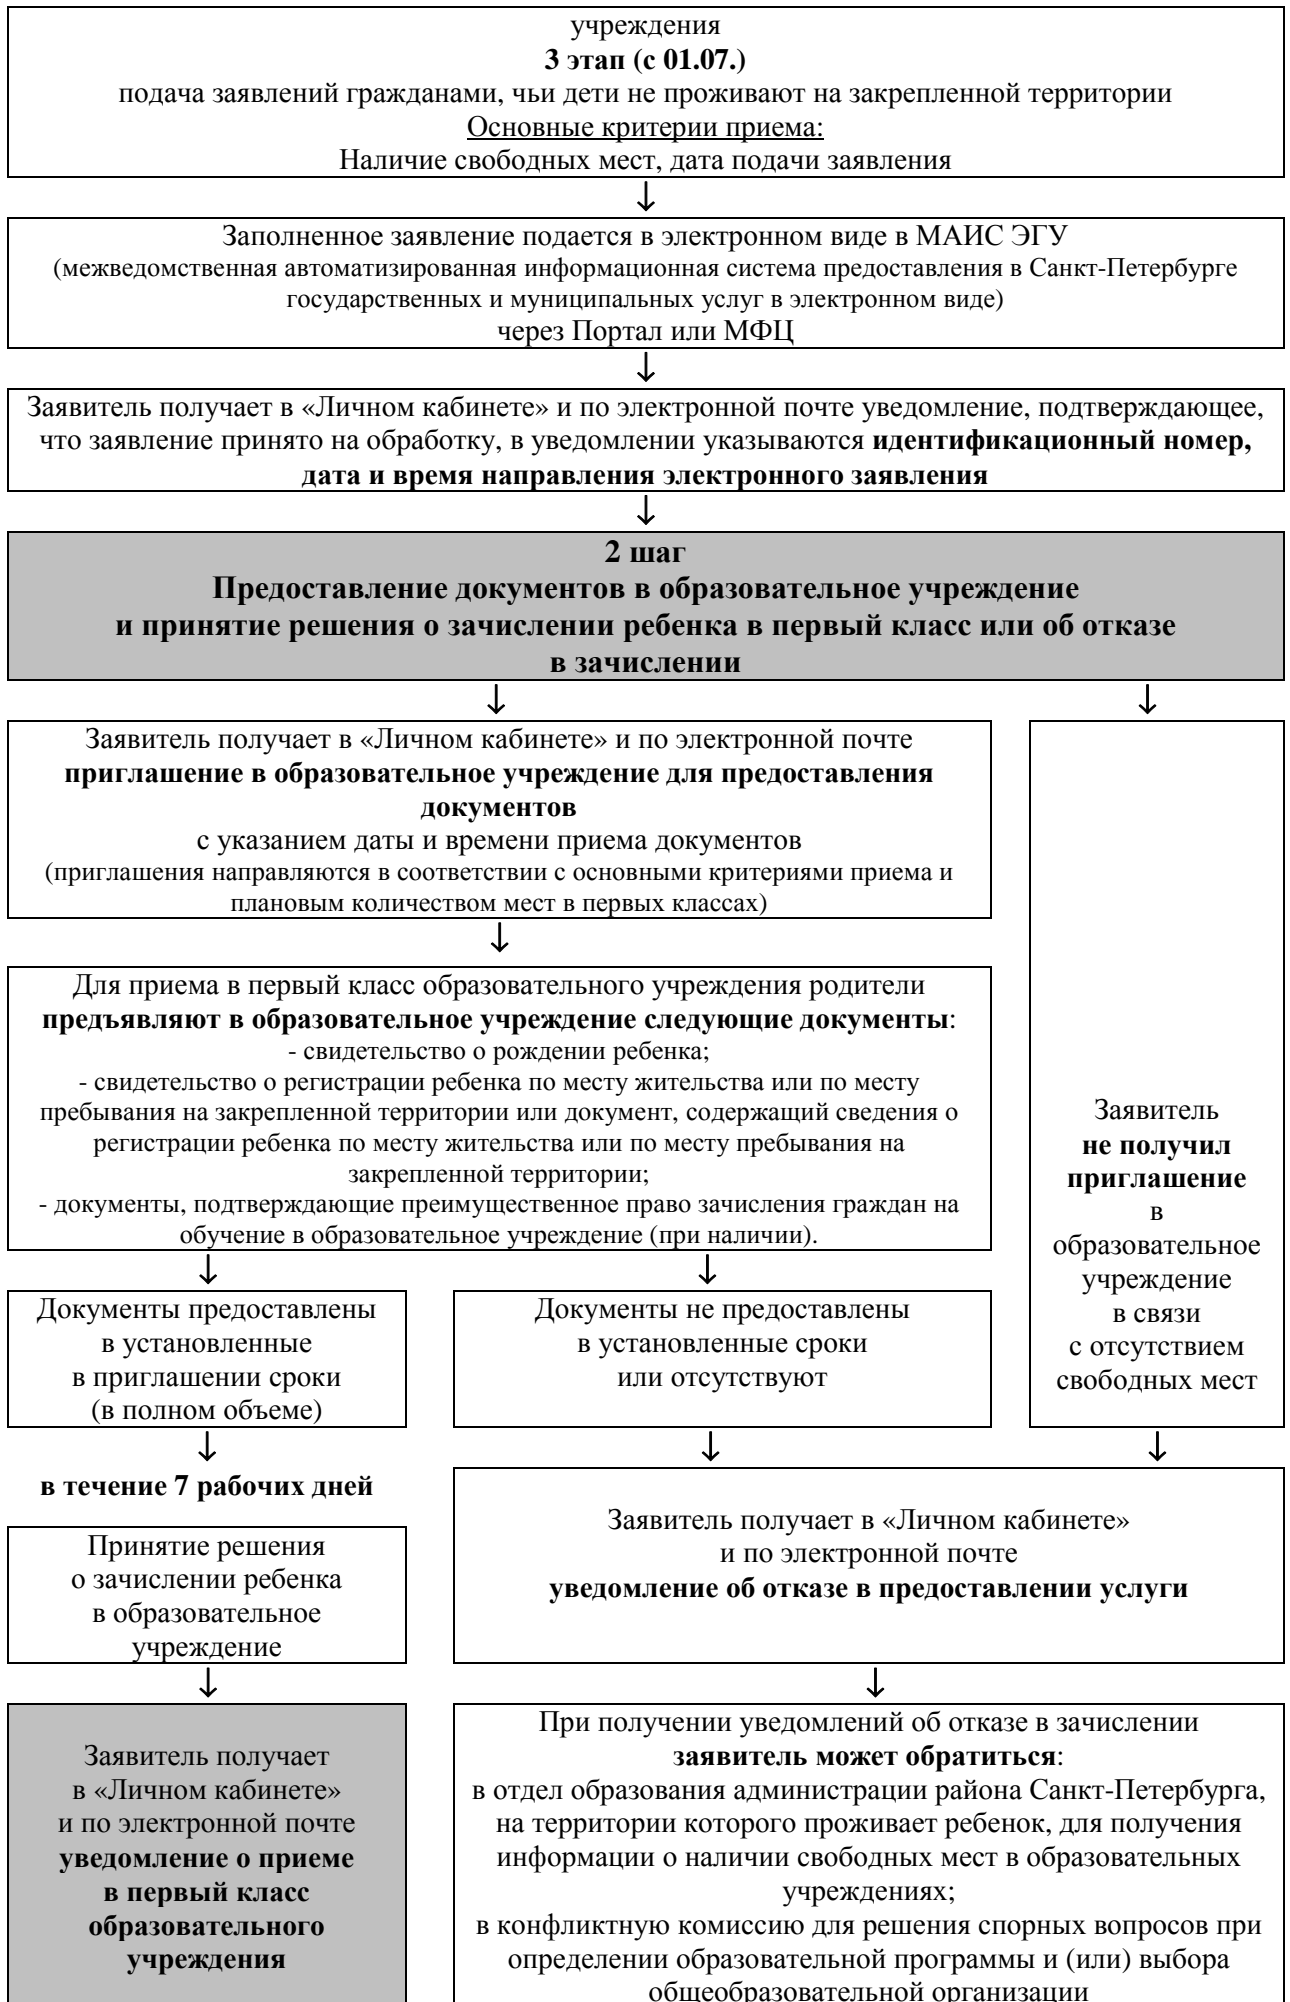 учреждения
3 этап (с 01.07.)
подача заявлений гражданами, чьи дети не проживают на закрепленной территории
Основные критерии приема:
Наличие свободных мест, дата подачи заявления
↓
Заполненное заявление подается в электронном виде в МАИС ЭГУ
(межведомственная автоматизированная информационная система предоставления в Санкт-Петербурге
государственных и муниципальных услуг в электронном виде)
через Портал или МФЦ
↓
Заявитель получает в «Личном кабинете» и по электронной почте уведомление, подтверждающее,
что заявление принято на обработку, в уведомлении указываются идентификационный номер,
дата и время направления электронного заявления
↓
2 шаг
Предоставление документов в образовательное учреждение
и принятие решения о зачислении ребенка в первый класс или об отказе
в зачислении
↓ ↓
Заявитель получает в «Личном кабинете» и по электронной почте
приглашение в образовательное учреждение для предоставления
документов
с указанием даты и времени приема документов
(приглашения направляются в соответствии с основными критериями приема и
плановым количеством мест в первых классах)
↓
Для приема в первый класс образовательного учреждения родители
предъявляют в образовательное учреждение следующие документы:
- свидетельство о рождении ребенка;
- свидетельство о регистрации ребенка по месту жительства или по месту
пребывания на закрепленной территории или документ, содержащий сведения о
регистрации ребенка по месту жительства или по месту пребывания на
закрепленной территории;
- документы, подтверждающие преимущественное право зачисления граждан на
обучение в образовательное учреждение (при наличии).
Заявитель
не получил
приглашение
в
образовательное
учреждение
в связи
с отсутствием
свободных мест
↓ ↓
Документы предоставлены
в установленные
в приглашении сроки
(в полном объеме)
Документы не предоставлены
в установленные сроки
или отсутствуют
↓ ↓ ↓
в течение 7 рабочих дней
Принятие решения
о зачислении ребенка
в образовательное
учреждение
Заявитель получает в «Личном кабинете»
и по электронной почте
уведомление об отказе в предоставлении услуги
↓ ↓
Заявитель получает
в «Личном кабинете»
и по электронной почте
уведомление о приеме
в первый класс
образовательного
учреждения
При получении уведомлений об отказе в зачислении
заявитель может обратиться:
в отдел образования администрации района Санкт-Петербурга,
на территории которого проживает ребенок, для получения
информации о наличии свободных мест в образовательных
учреждениях;
в конфликтную комиссию для решения спорных вопросов при
определении образовательной программы и (или) выбора
общеобразовательной организации